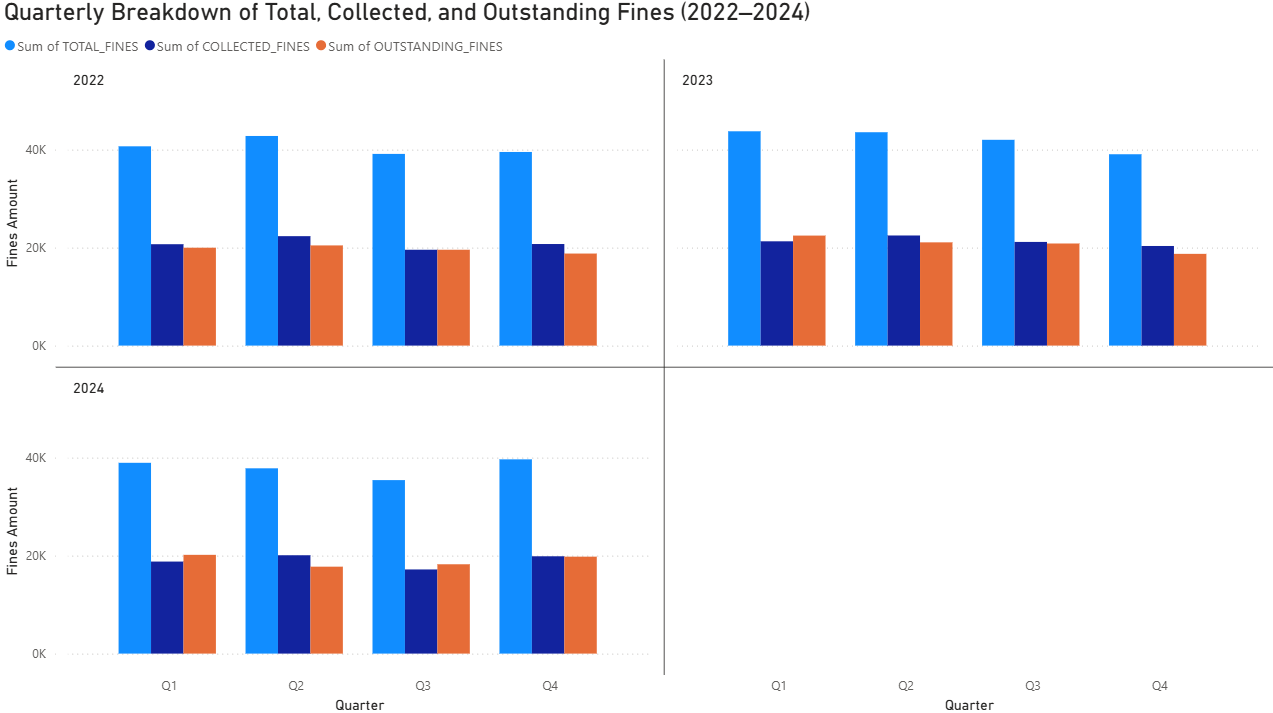 Quarterly Breakdown of Total, Collected, and Outstanding Fines (2022—2024)
Sum of TOTAL_FINES Sum of COLLECTED_FINES Sum of OUTSTANDING_FINES
2022 2023
40K
20K
0K
Fines Amount
2024
40K
20K
0K
Fines Amount
Q1 Q2 Q3 Q4 Q1 Q2 Q3 Q4
Quarter Quarter